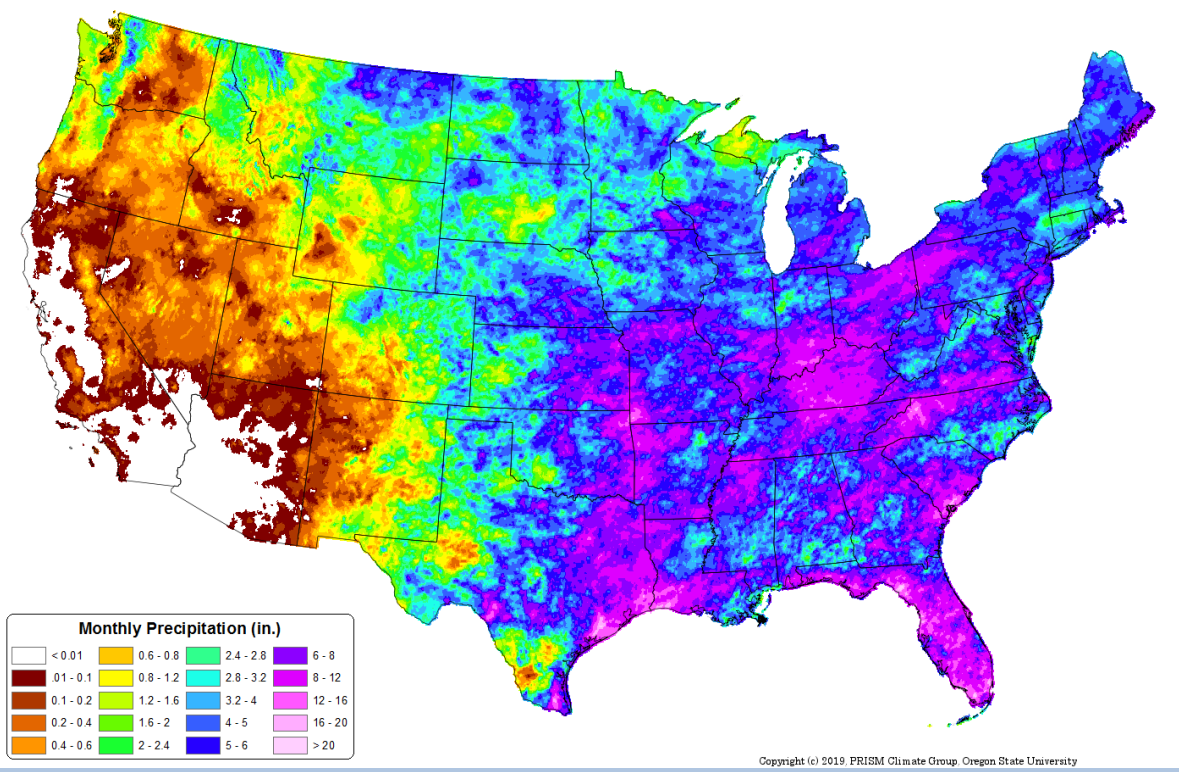 Monthly Precipitation (in.)
< 0.01 0.6 - 0.8 2.4 - 2.8 6 - 8
.01 - 0.1 0.8 - 1.2 2.8 - 3.2 8 - 12
0.1 - 0.2 1.2 - 1.6 3.2 - 4 12 - 16
0.2 - 0.4 1.6 - 2 4 - 5 16 - 20
0.4 - 0.6 2 - 2.4 5 - 6 > 20
Copyright (c) 2019, PRISM Climate Group, Oregon State University